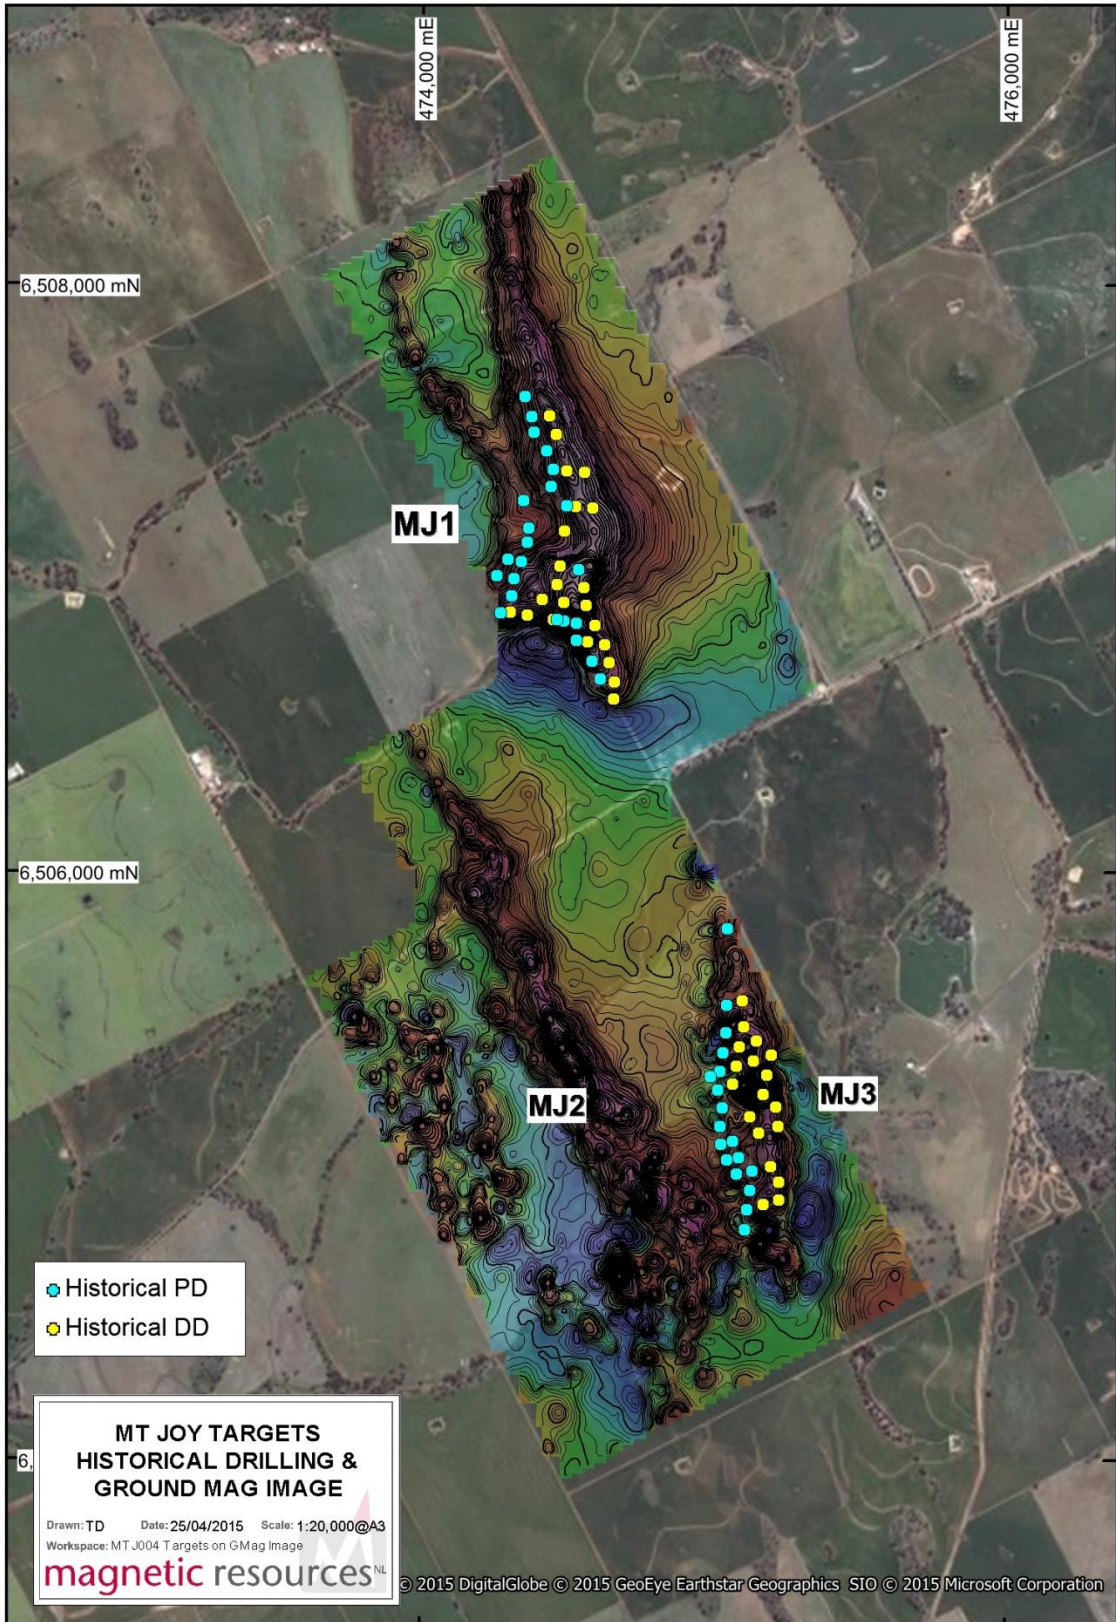 474,000 mE
476,000 mE
6,508,000 mN
MJ1
6,506,000 mN
MJ2
MJ3
Historical PD
Historical DD
6,
MT JOY TARGETS
HISTORICAL DRILLING &
GROUND MAG IMAGE
Drawn: TD Date: 25/04/2015 Scale: 1:20,000@A3
Workspace: MT J004 Targets on GMag Image
magnetic resources NL
© 2015 DigitalGlobe © 2015 GeoEye Earthstar Geographics SIO © 2015 Microsoft Corporation